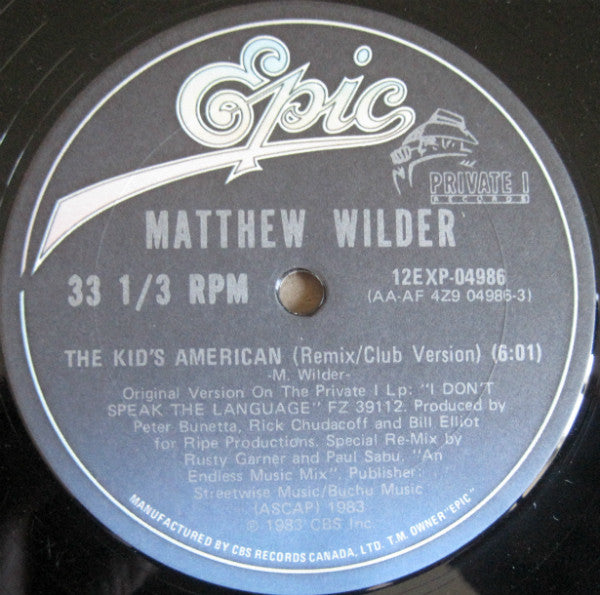 Epic
PRIVATE I
RECORDS
MATTHEW WILDER
33 1/3 RPM
12EXP-04986
(AA-AF 4Z9 04986-3)
THE KID'S AMERICAN (Remix/Club Version) (6:01)
-M. Wilder-
Original Version On The Private I Lp: "I DON'T
SPEAK THE LANGUAGE" FZ 39112. Produced by
Peter Bunetta, Rick Chudacoff and Bill Elliot
for Ripe Productions. Special Re-Mix by
Rusty Garner and Paul Sabu. "An
Endless Music Mix". Publisher:
Streetwise Music/Buchu Music
(ASCAP) 1983
© 1983 CBS Inc.
MANUFACTURED BY CBS RECORDS CANADA, LTD. T.M. OWNER "EPIC"